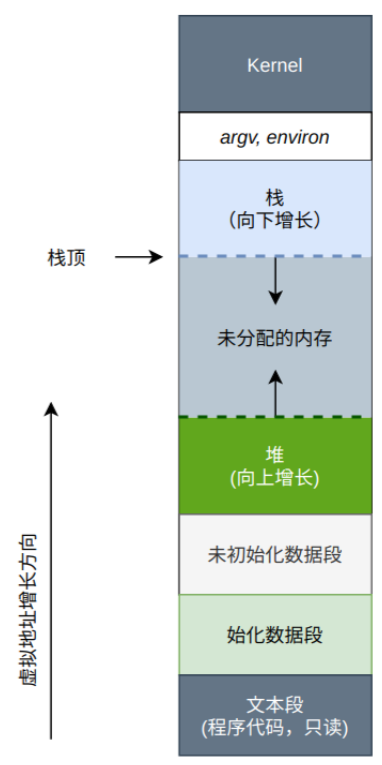 Kernel
argv, environ
栈
（向下增长）
栈顶
未分配的内存
堆
(向上增长)
未初始化数据段
始化数据段
文本段
(程序代码，只读)
虚拟地址增长方向